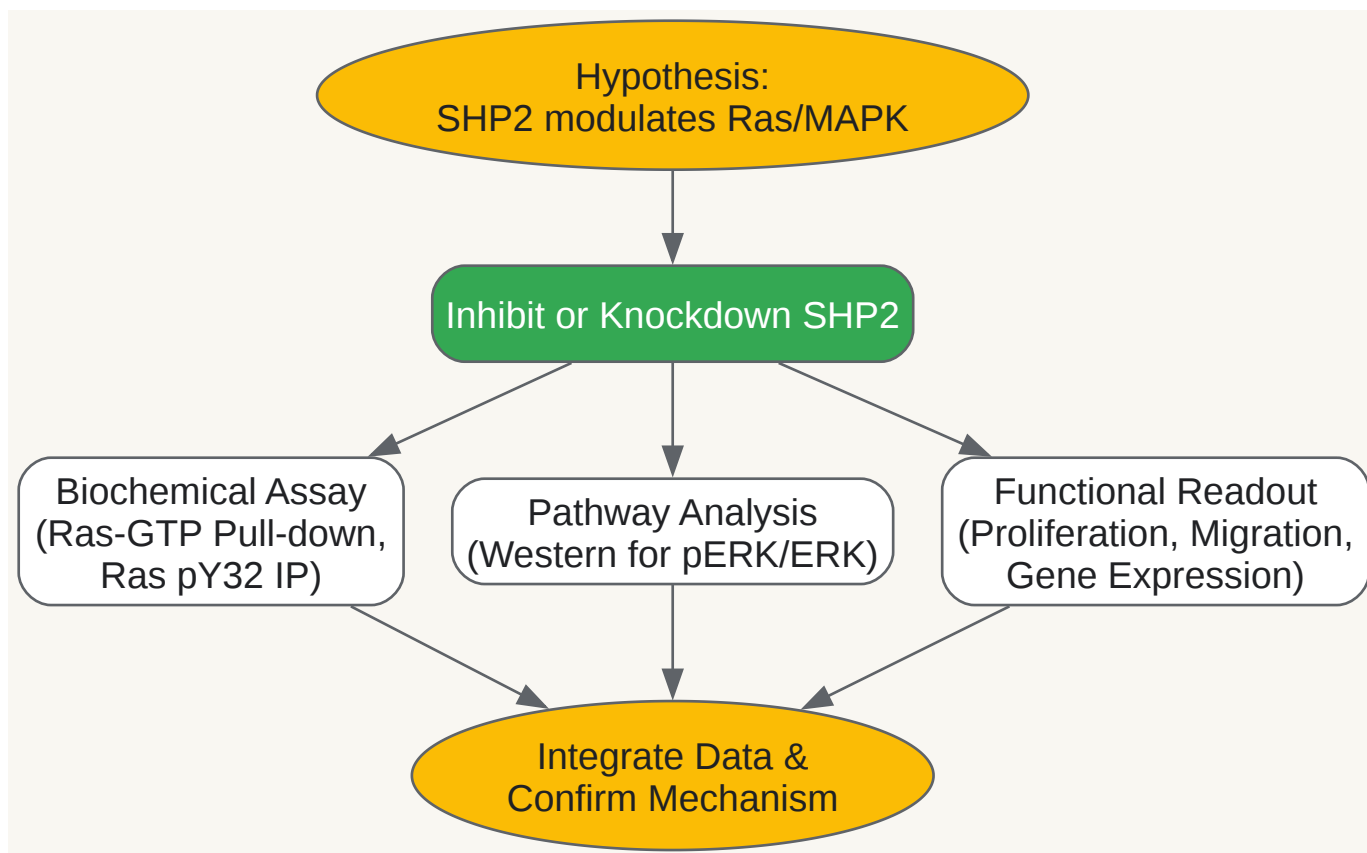 Hypothesis:
SHP2 modulates Ras/MAPK
Inhibit or Knockdown SHP2
Biochemical Assay
(Ras-GTP Pull-down,
Ras pY32 IP)
Pathway Analysis
(Western for pERK/ERK)
Functional Readout
(Proliferation, Migration,
Gene Expression)
Integrate Data &
Confirm Mechanism